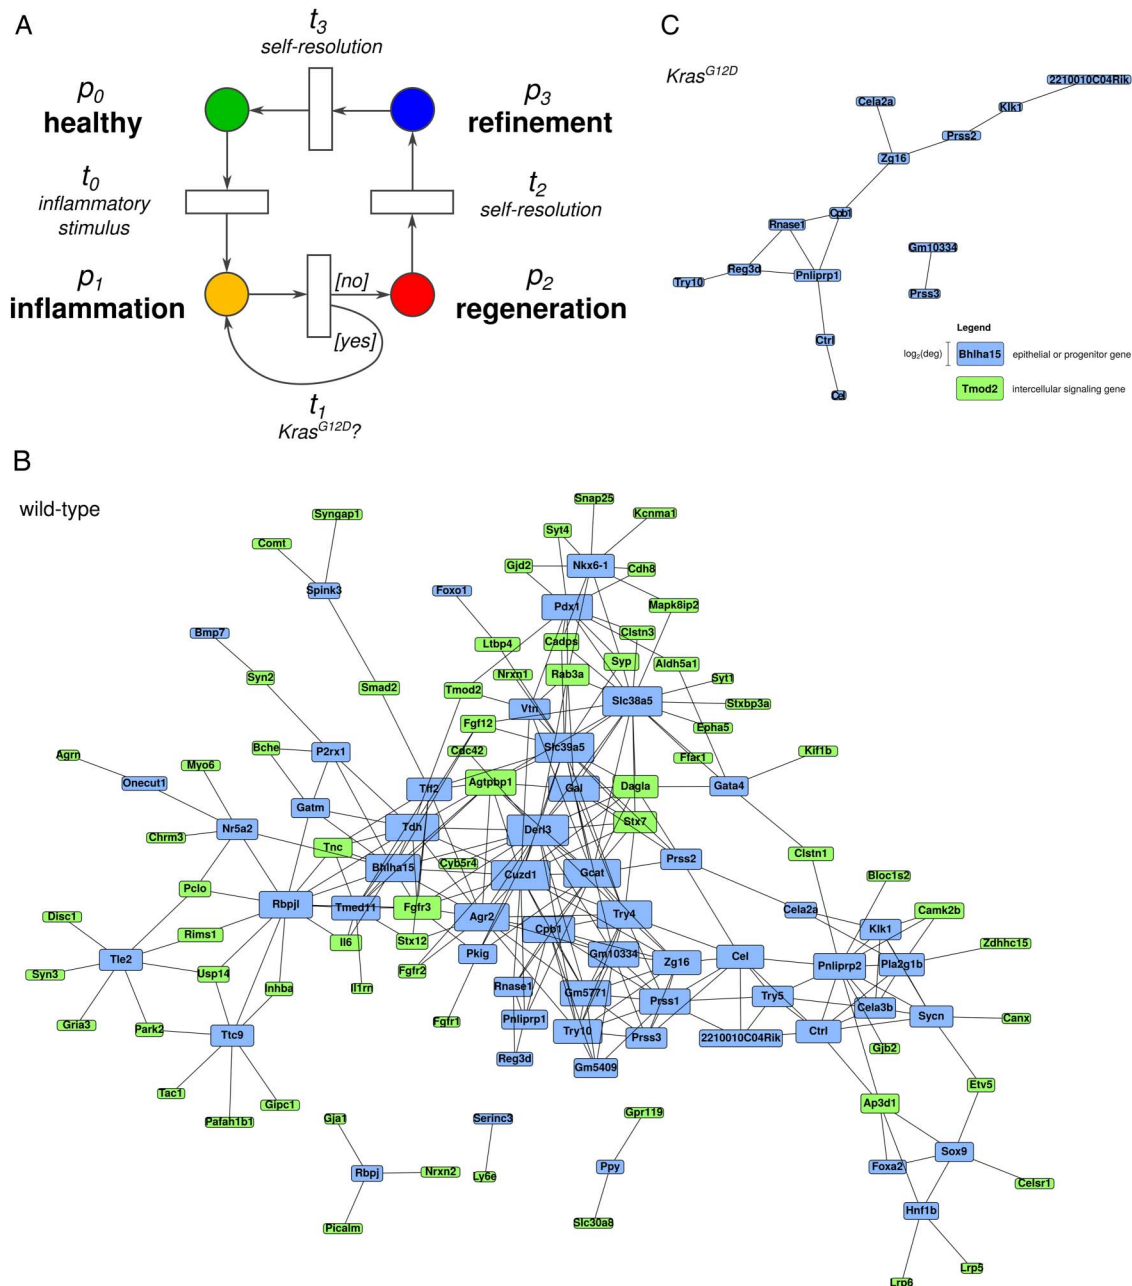 A
t3
self-resolution
p0
healthy
p3
refinement
t0
inflammatory
stimulus
t2
self-resolution
p1
inflammation
[no]
[yes]
p2
regeneration
t1
KrasG12D?
C
KrasG12D
2210010C04Rik
Cela2a
Klk1
Prss2
Zg16
Cpb1
Rnase1
Gm10334
Reg3d
Pnliprp1
Try10
Prss3
Ctrl
Cel
Legend
log2(deg)
Bhlha15
epithelial or progenitor gene
Tmod2
intercellular signaling gene
B
wild-type
Snap25
Syngap1
Kcnma1
Syt4
Comt
Gjd2
Nkx6-1
Cdh8
Spink3
Foxo1
Pdx1
Mapk8ip2
Bmp7
Ltbp4
Cadps
Clstn3
Syn2
Nrxn1
Rab3a
Syp
Aldh5a1
Smad2
Tmod2
Syt1
Vtn
Slc38a5
Stxbp3a
Fgf12
Epha5
Bche
P2rx1
Cdc42
Slc39a5
Ffar1
Kif1b
Agrn
Myo6
Onecut1
Tff2
Agtpbp1
Gal
Dagla
Gata4
Gatm
Nr5a2
Tdh
Derl3
Stx7
Chrm3
Tnc
Bhlha15
Cyb5r4
Prss2
Clstn1
Cuzd1
Gcat
Bloc1s2
Pclo
Rbpjl
Tmed11
Fgfr3
Agr2
Try4
Cela2a
Camk2b
Disc1
Rims1
Il6
Stx12
Cpb1
Klk1
Zdhhc15
Tle2
Pkig
Gm10334
Zg16
Cel
Pnliprp2
Pla2g1b
Syn3
Usp14
Fgfr2
Inhba
Il1rn
Rnase1
Gm5771
Prss1
Try5
Cela3b
Gria3
Park2
Ttc9
Fgfr1
Pnliprp1
Try10
Prss3
2210010C04Rik
Ctrl
Sycn
Canx
Gjb2
Reg3d
Gm5409
Tac1
Etv5
Gipc1
Pafah1b1
Gja1
Serinc3
Gpr119
Ap3d1
Sox9
Rbpj
Nrxn2
Ly6e
Ppy
Foxa2
Celsr1
Picalm
Slc30a8
Hnf1b
Lrp5
Lrp6